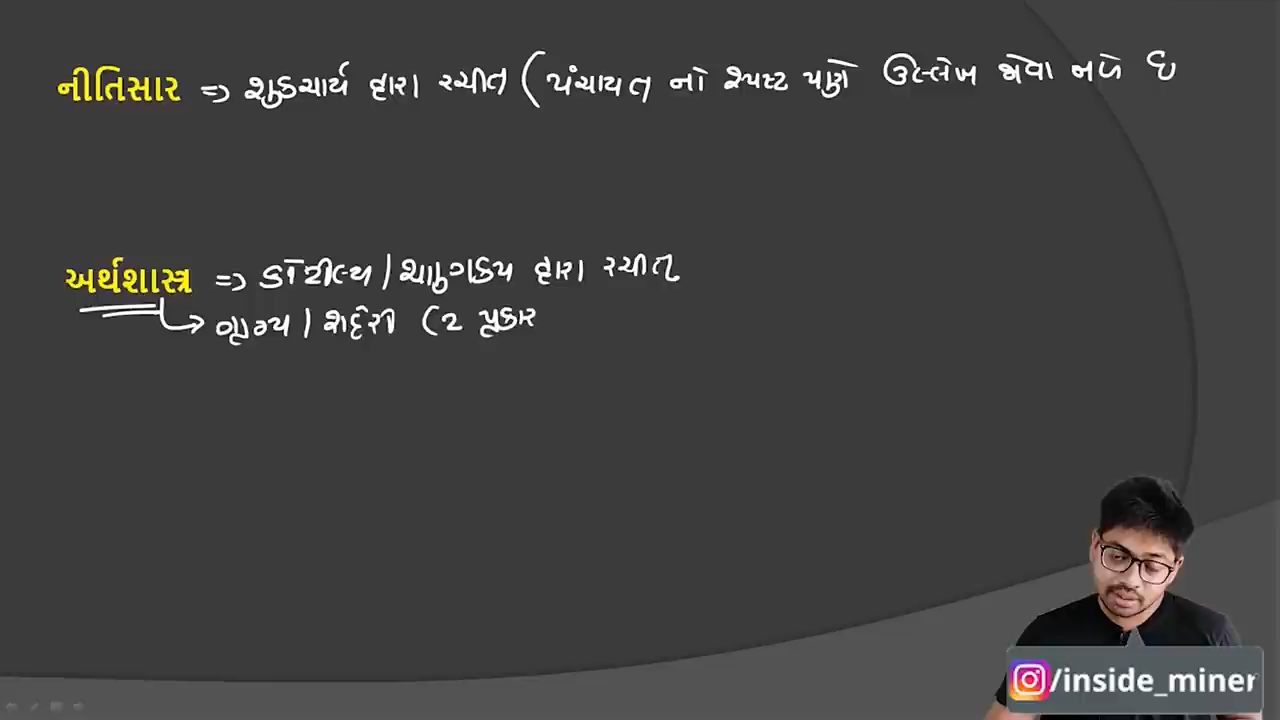 નીતિસાર => શુક્રાચાર્ય દ્વારા રચીત (પંચાયત નો સ્પષ્ટ પણે ઉલ્લેખ જોવા મળે છે
અર્થશાસ્ત્ર => કૌટીલ્ય | ચાણક્ય દ્વારા રચીત
ગ્રામ્ય | શહેરી (2 પ્રકાર
/inside_miner